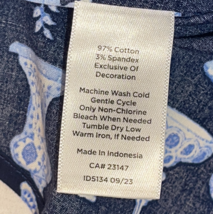 97% Cotton
3% Spandex
Exclusive Of
Decoration
Machine Wash Cold
Gentle Cycle
Only Non-Chlorine
Bleach When Needed
Tumble Dry Low
Warm Iron, If Needed
Made In Indonesia
CA# 23147
IDS134 09/23